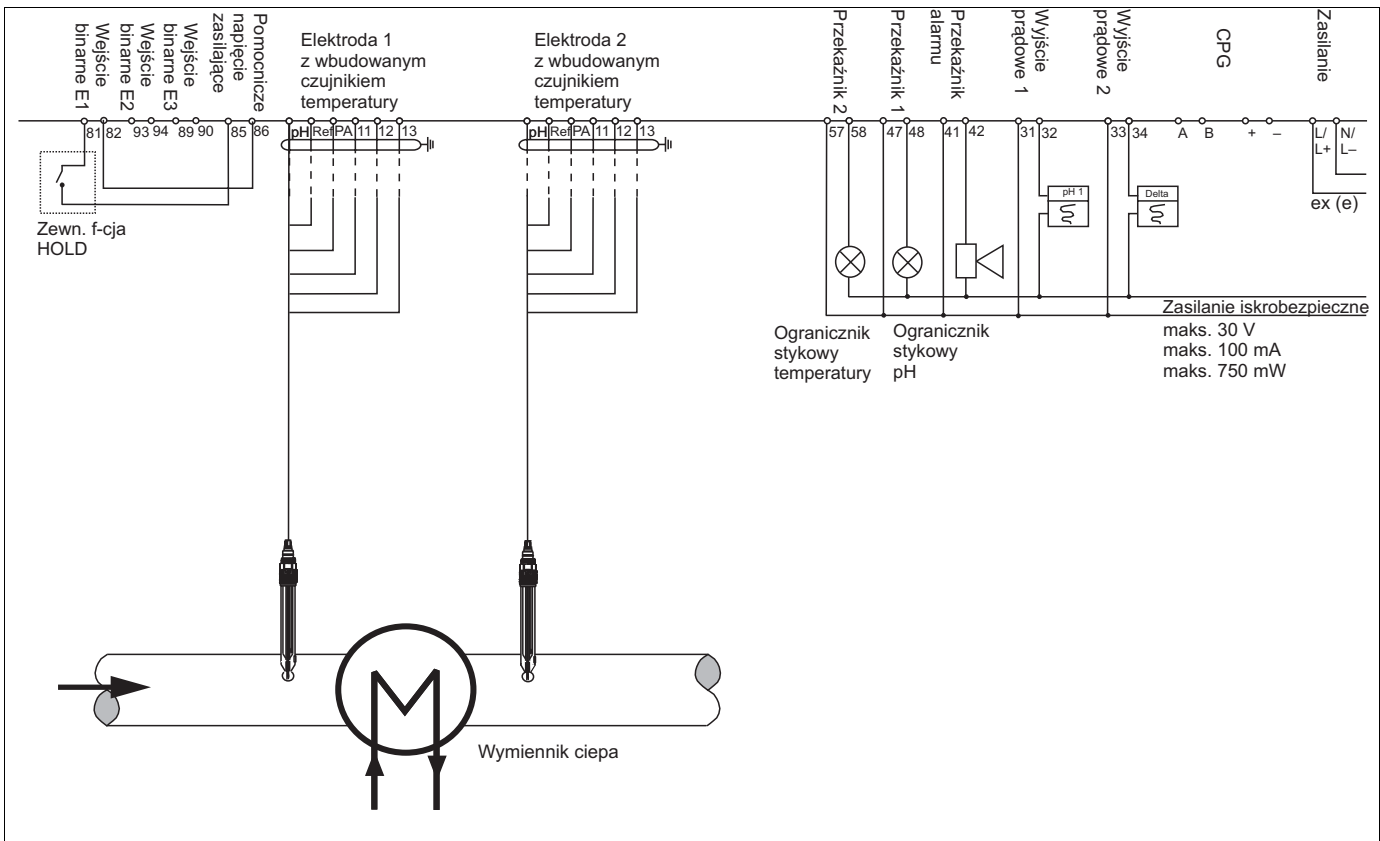 Wejście
binarne E1
Wejście
binarne E2
Wejście
binarne E3
Pomocnicze
napięcie
zasilające
Elektroda 1
z wbudowanym
czujnikiem
temperatury
Elektroda 2
z wbudowanym
czujnikiem
temperatury
Przekaźnik 2
Przekaźnik 1
Przekaźnik
alarmu
Wyjście
prądowe 1
Wyjście
prądowe 2
CPG
Zasilanie
81 82 93 94 89 90 85 86
pH Ref PA 11 12 13
pH Ref PA 11 12 13
57 58 47 48 41 42 31 32 33 34 A B + –
L/
L+
N/
L–
ex (e)
pH 1
Delta
Zewn. f-cja
HOLD
Ogranicznik
stykowy
temperatury
Ogranicznik
stykowy
pH
Zasilanie iskrobezpieczne
maks. 30 V
maks. 100 mA
maks. 750 mW
Wymiennik ciepa